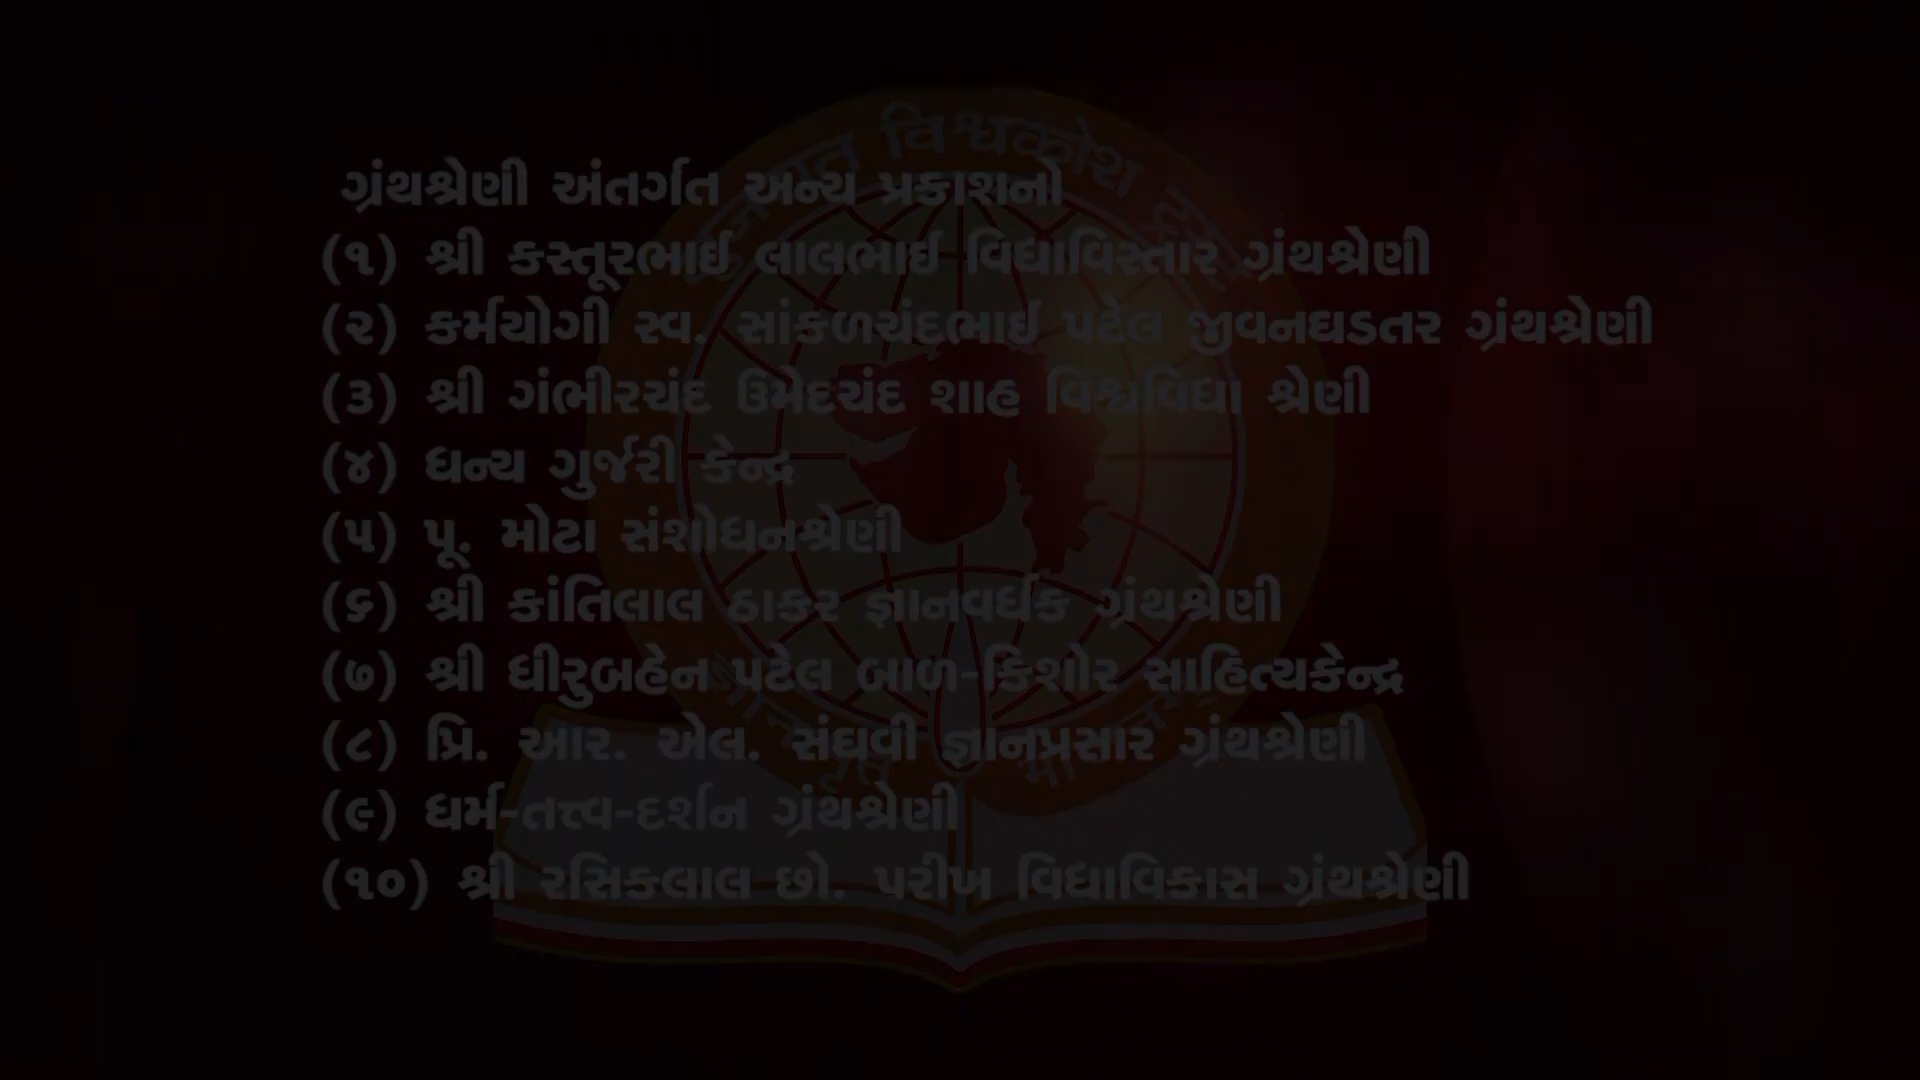 ગ્રંથશ્રેણી અંતર્ગત અન્ય પ્રકાશનો
(૧) શ્રી કસ્તૂરભાઈ લાલભાઈ વિદ્યાવિસ્તાર ગ્રંથશ્રેણી
(૨) કર્મયોગી સ્વ. સાંકળચંદભાઈ પટેલ જીવનઘડતર ગ્રંથશ્રેણી
(૩) શ્રી ગંભીરચંદ ઉમેદચંદ શાહ વિશ્વવિદ્યા શ્રેણી
(૪) ધન્ય ગુર્જરી કેન્દ્ર
(૫) પૂ. મોટા સંશોધનશ્રેણી
(૬) શ્રી કાંતિલાલ ઠાકર જ્ઞાનવર્ધક ગ્રંથશ્રેણી
(૭) શ્રી ધીરુબહેન પટેલ બાળ-કિશોર સાહિત્યકેન્દ્ર
(૮) પ્રિ. આર. એલ. સંઘવી જ્ઞાનપ્રસાર ગ્રંથશ્રેણી
(૯) ધર્મ-તત્ત્વ-દર્શન ગ્રંથશ્રેણી
(૧૦) શ્રી રસિકલાલ છો. પરીખ વિદ્યાવિકાસ ગ્રંથશ્રેણી
વિશ્વકોશ